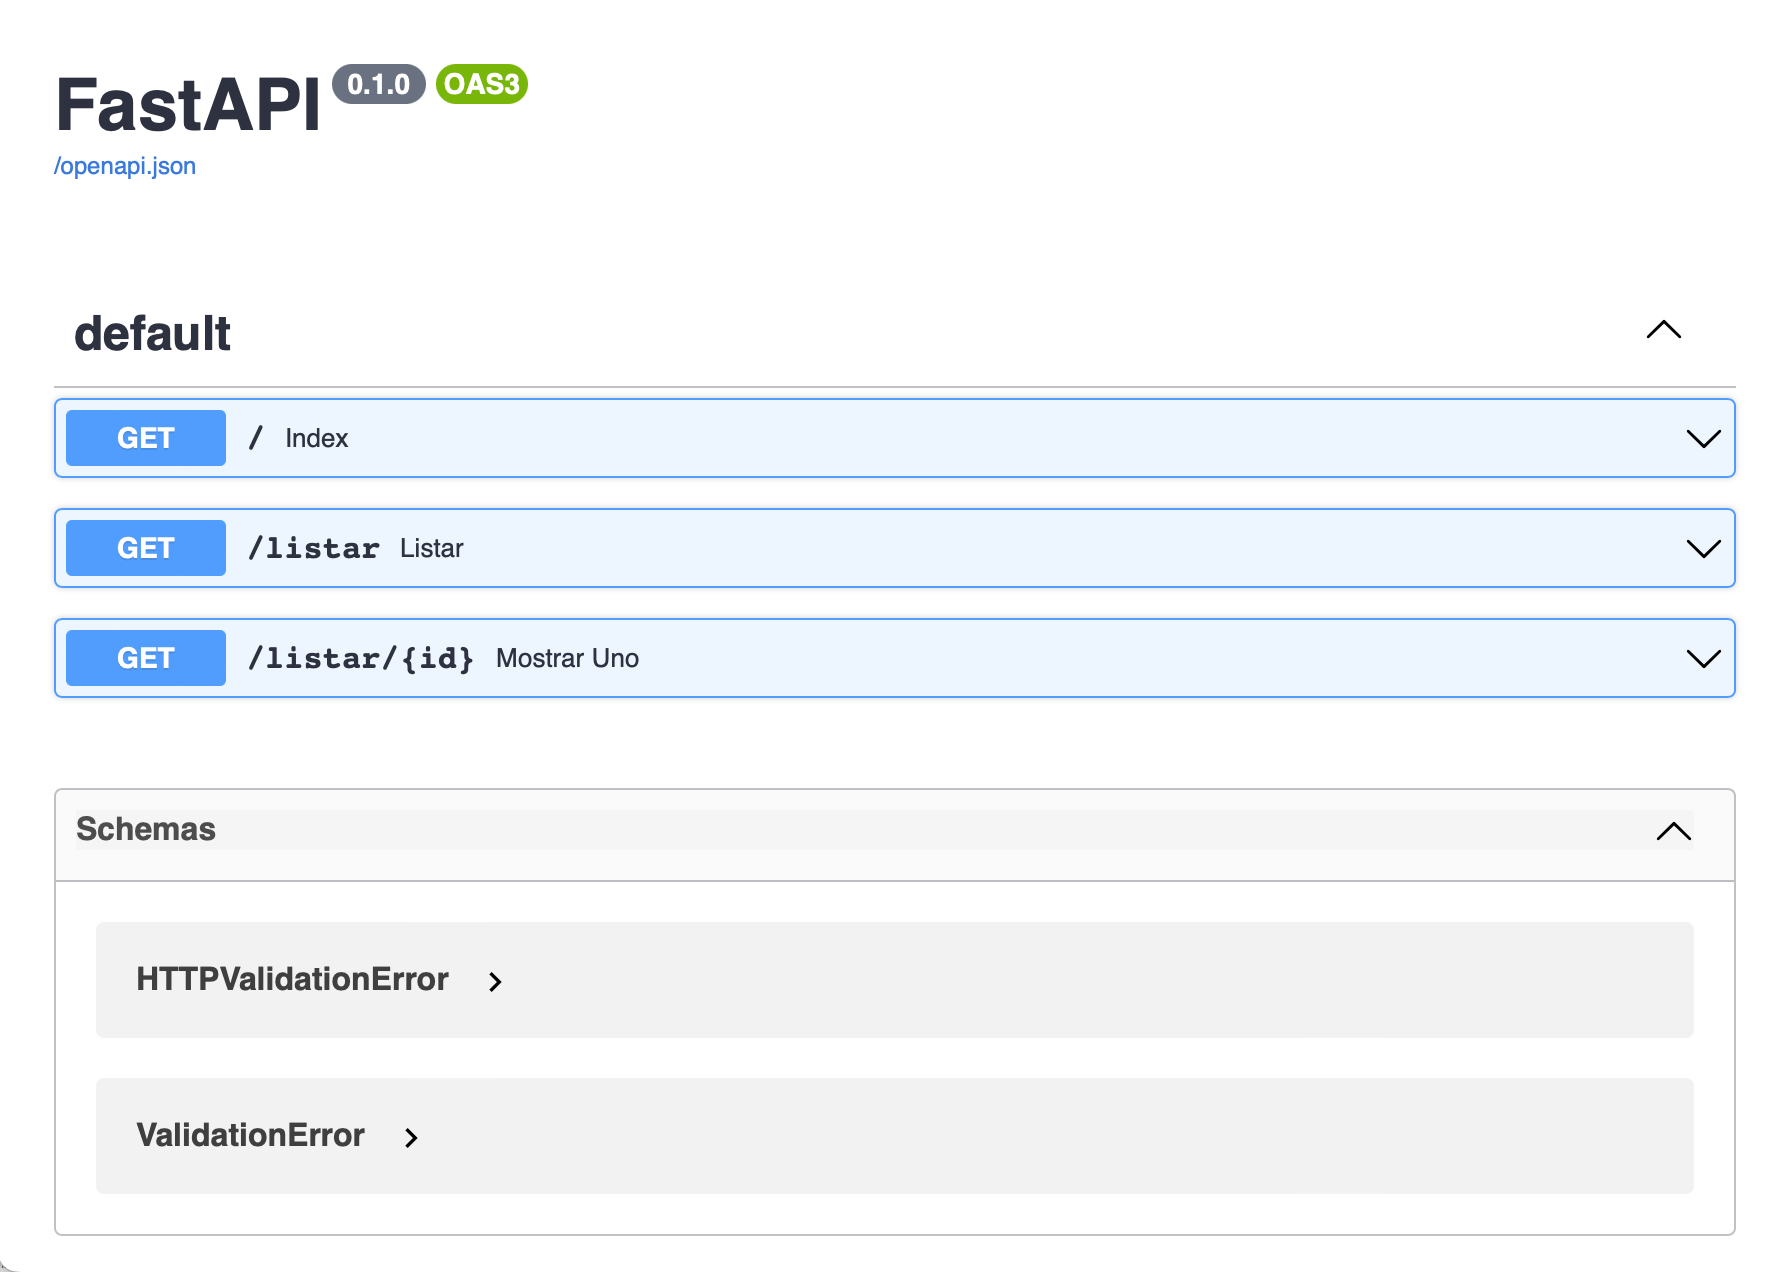 FastAPI 0.1.0 OAS3
/openapi.json
default
GET / Index
GET /listar Listar
GET /listar/{id} Mostrar Uno
Schemas
HTTPValidationError
ValidationError